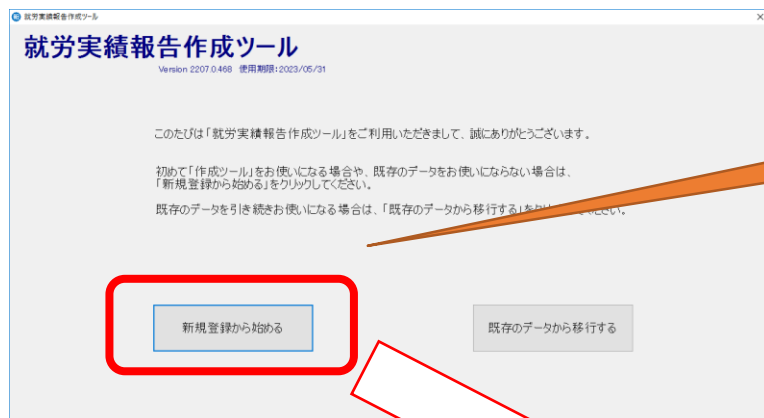 就労実績報告作成ツール
就労実績報告作成ツール
Version 2207.0.468 使用期限:2023/05/31
このたびは「就労実績報告作成ツール」をご利用いただきまして、誠にありがとうございます。
初めて「作成ツール」をお使いになる場合や、既存のデータをお使いにならない場合は、
「新規登録から始める」をクリックしてください。
既存のデータを引き続きお使いになる場合は、「既存のデータから移行する」を ください。
新規登録から始める
既存のデータから移行する